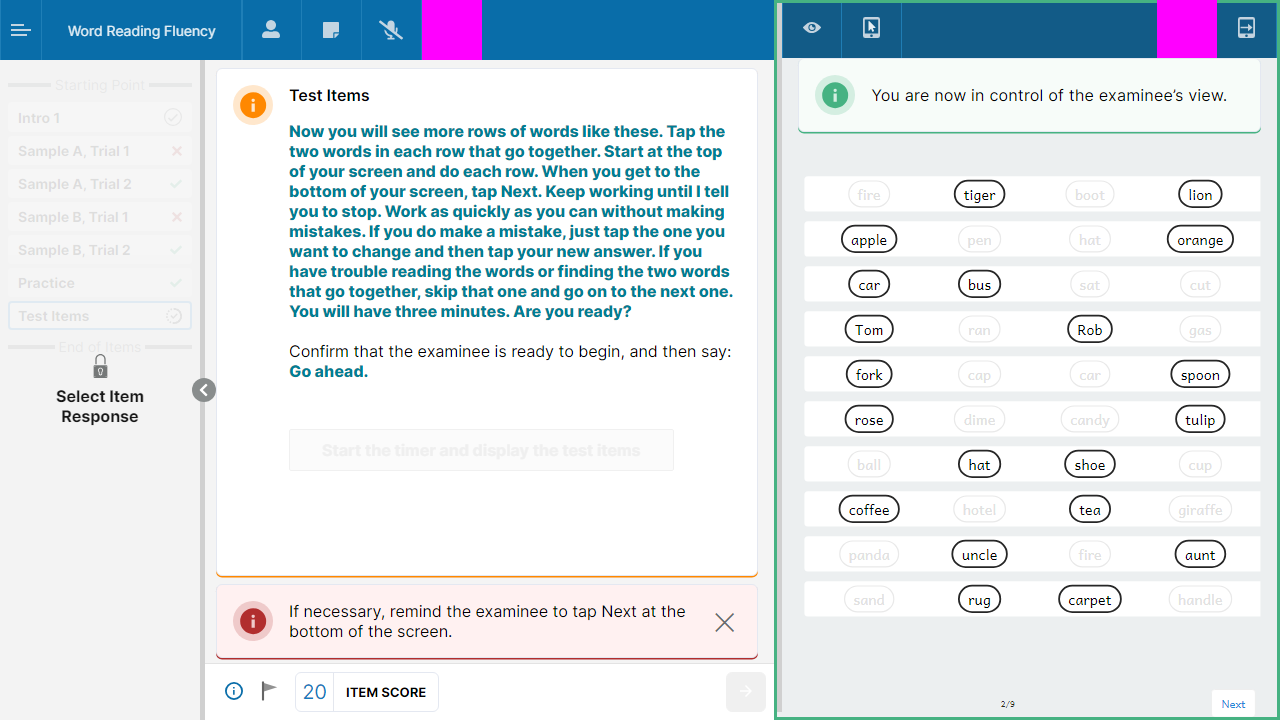 Word Reading Fluency
Starting Point
Intro 1
Sample A, Trial 1
Sample A, Trial 2
Sample B, Trial 1
Sample B, Trial 2
Practice
Test Items
End of Items
Select Item
Response
Test Items
Now you will see more rows of words like these. Tap the
two words in each row that go together. Start at the top
of your screen and do each row. When you get to the
bottom of your screen, tap Next. Keep working until I tell
you to stop. Work as quickly as you can without making
mistakes. If you do make a mistake, just tap the one you
want to change and then tap your new answer. If you
have trouble reading the words or finding the two words
that go together, skip that one and go on to the next one.
You will have three minutes. Are you ready?
Confirm that the examinee is ready to begin, and then say:
Go ahead.
Start the timer and display the test items
If necessary, remind the examinee to tap Next at the
bottom of the screen.
20 ITEM SCORE
You are now in control of the examinee’s view.
fire tiger boot lion
apple pen hat orange
car bus sat cut
Tom ran Rob gas
fork cap car spoon
rose dime candy tulip
ball hat shoe cup
coffee hotel tea giraffe
panda uncle fire aunt
sand rug carpet handle
2/9
Next